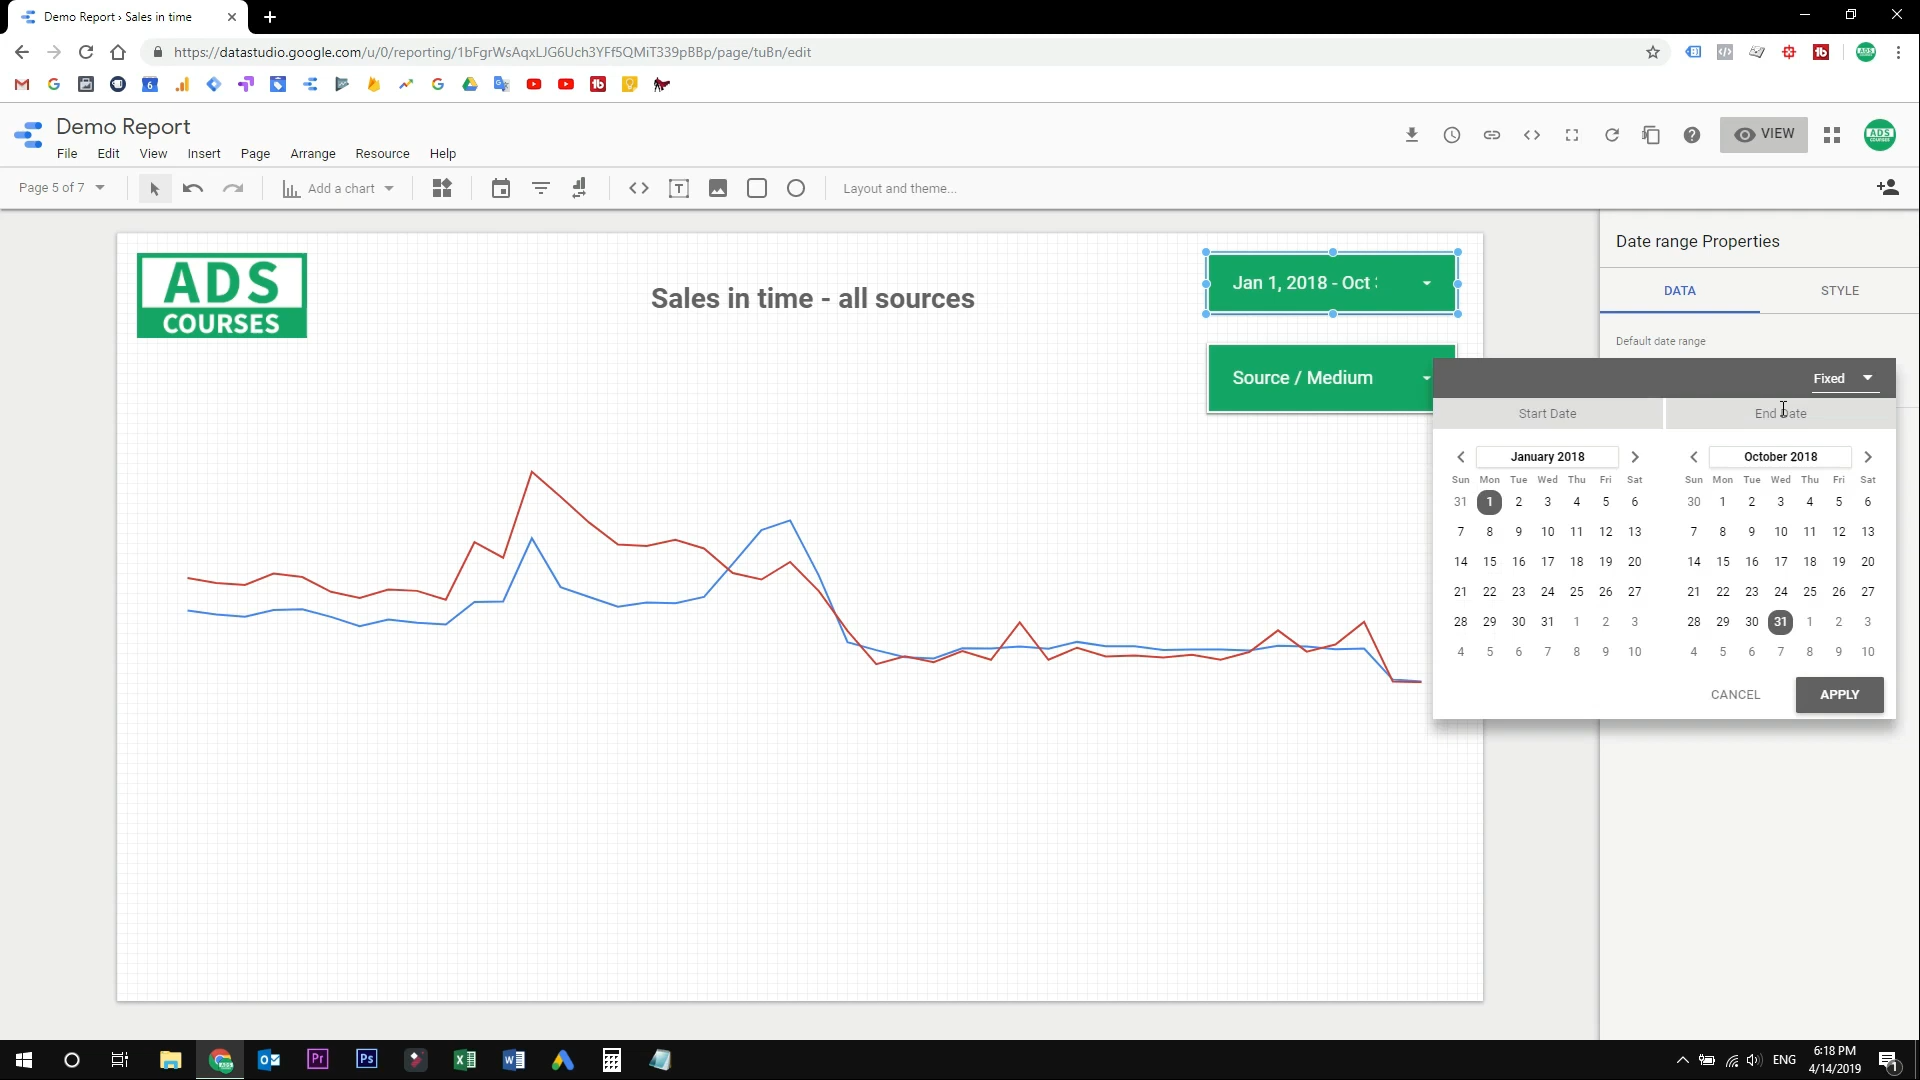 Demo Report › Sales in time
https://datastudio.google.com/u/0/reporting/1bFgrWsAqxLJG6Uch3YFf5QMiT339pBBp/page/tuBn/edit
Demo Report
File Edit View Insert Page Arrange Resource Help
VIEW
Page 5 of 7
Add a chart
Layout and theme...
ADS
COURSES
Sales in time - all sources
Jan 1, 2018 - Oct
Source / Medium
Date range Properties
DATA STYLE
Default date range
Fixed
Start Date End Date
January 2018 October 2018
Sun Mon Tue Wed Thu Fri Sat Sun Mon Tue Wed Thu Fri Sat
31 1 2 3 4 5 6 30 1 2 3 4 5 6
7 8 9 10 11 12 13 7 8 9 10 11 12 13
14 15 16 17 18 19 20 14 15 16 17 18 19 20
21 22 23 24 25 26 27 21 22 23 24 25 26 27
28 29 30 31 1 2 3 28 29 30 31 1 2 3
4 5 6 7 8 9 10 4 5 6 7 8 9 10
CANCEL APPLY
ENG
6:18 PM
4/14/2019